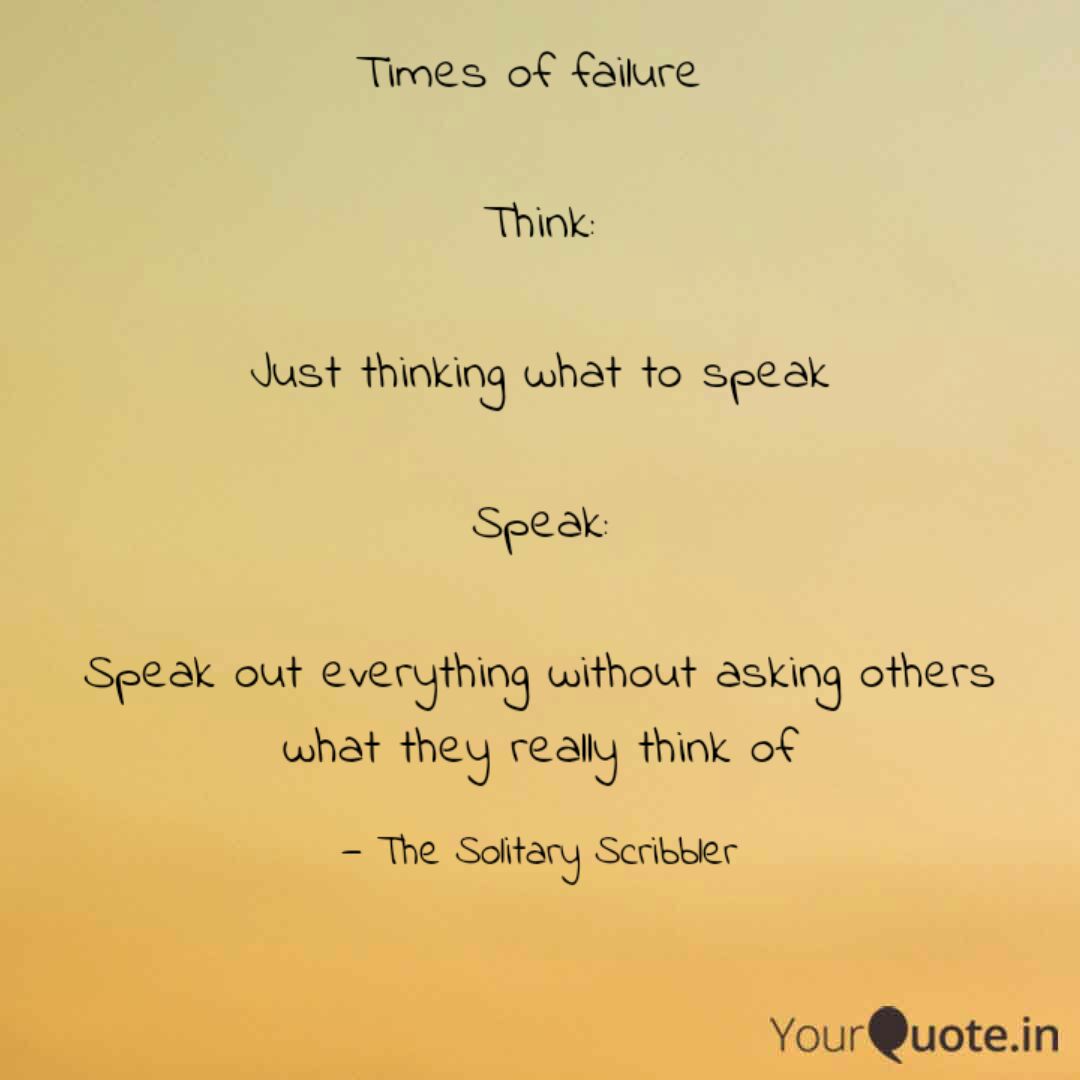 Times of failure
Think:
Just thinking what to speak
Speak:
Speak out everything without asking others
what they really think of
- The Solitary Scribbler
YourQuote.in